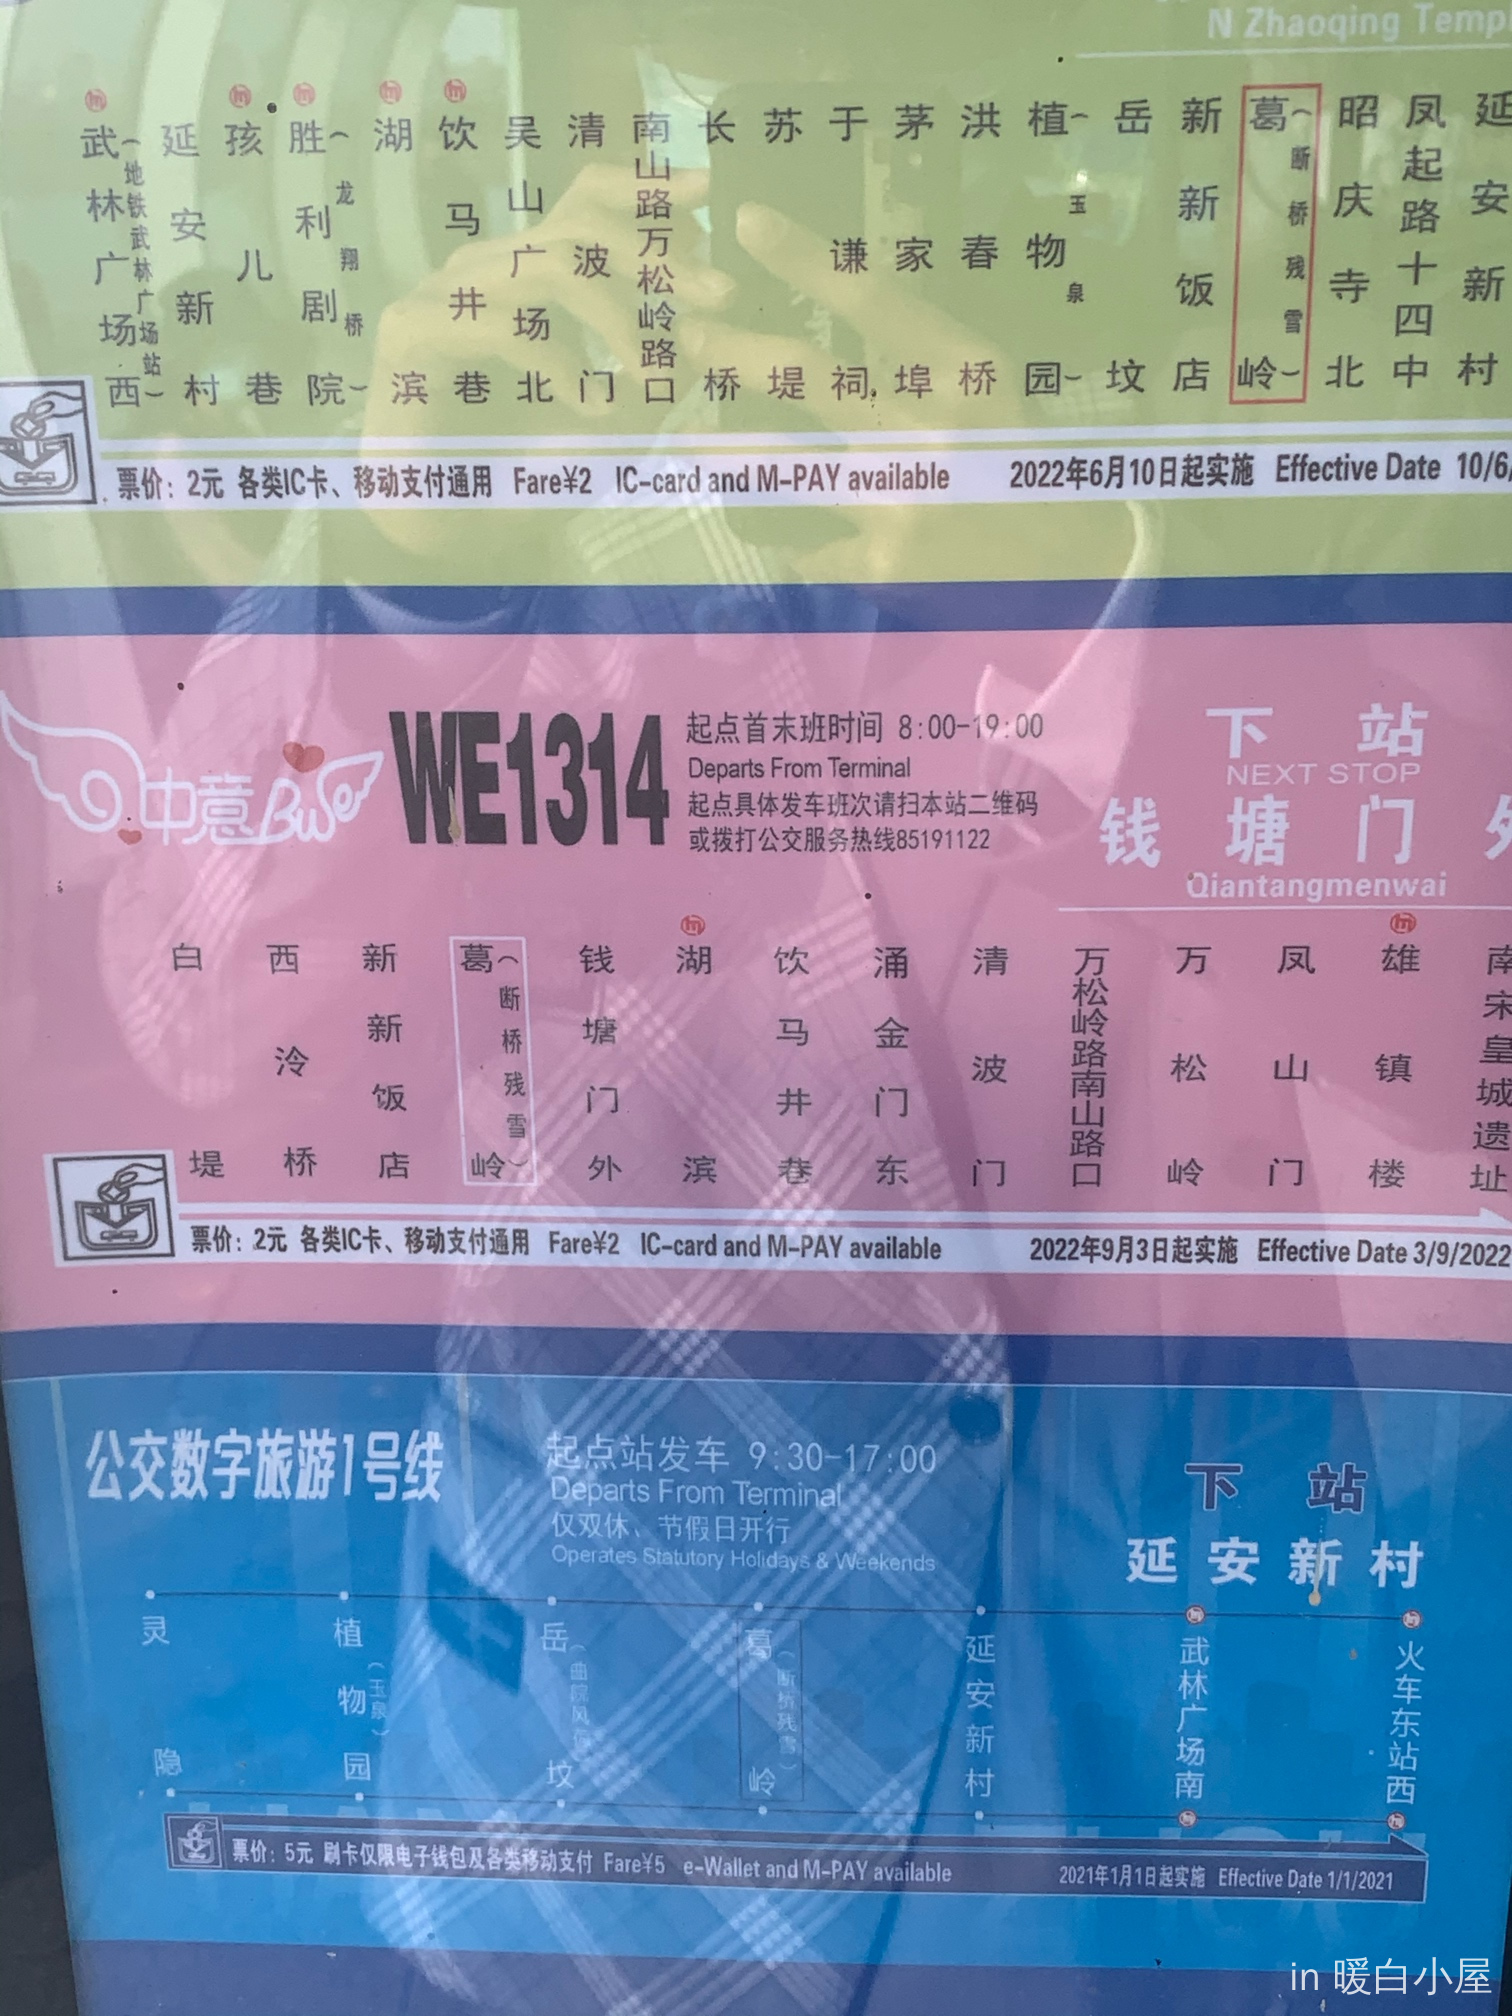 N Zhaoqing Temp
武林广场西（地铁武林广场站）
延安新村
孩儿巷
胜利剧院（龙翔桥）
湖滨
饮马井巷
吴山广场北
清波门
南山路万松岭路口
长桥
苏堤
于谦祠
茅家埠
洪春桥
植物园（玉泉）
岳坟
新新饭店
葛岭（断桥残雪）
昭庆寺北
凤起路十四中
延安新村
票价：2元 各类IC卡、移动支付通用 Fare¥2 IC-card and M-PAY available 2022年6月10日起实施 Effective Date 10/6/
中意Bus
WE1314
起点首末班时间 8:00-19:00
Departs From Terminal
起点具体发车班次请扫本站二维码
或拨打公交服务热线85191122
下站
NEXT STOP
钱塘门外
Qiantangmenwai
白堤
西泠桥
新新饭店
葛岭（断桥残雪）
钱塘门外
湖滨
饮马井巷
涌金门东
清波门
万松岭路南山路口
万松岭
凤山门
雄镇楼
南宋皇城遗址
票价：2元 各类IC卡、移动支付通用 Fare¥2 IC-card and M-PAY available 2022年9月3日起实施 Effective Date 3/9/2022
公交数字旅游1号线
起点站发车 9:30-17:00
Departs From Terminal
仅双休、节假日开行
Operates Statutory Holidays & Weekends
下站
延安新村
灵隐
植物园（玉泉）
岳坟（曲院风荷）
葛岭（断桥残雪）
延安新村
武林广场南
火车东站西
票价：5元 刷卡仅限电子钱包及各类移动支付 Fare¥5 e-Wallet and M-PAY available 2021年1月1日起实施 Effective Date 1/1/2021
in 暖白小屋